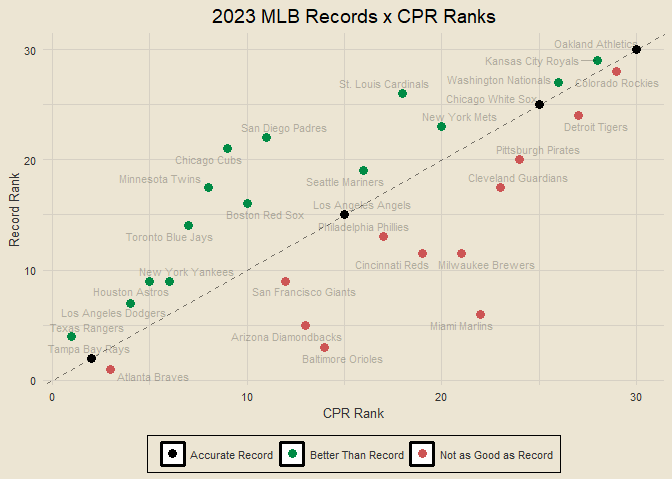 2023 MLB Records x CPR Ranks
Oakland Athletics
Kansas City Royals
Colorado Rockies
Washington Nationals
St. Louis Cardinals
Chicago White Sox
New York Mets
Detroit Tigers
San Diego Padres
Chicago Cubs
Pittsburgh Pirates
Seattle Mariners
Cleveland Guardians
Minnesota Twins
Boston Red Sox
Los Angeles Angels
Toronto Blue Jays
Philadelphia Phillies
Cincinnati Reds
Milwaukee Brewers
New York Yankees
Houston Astros
San Francisco Giants
Los Angeles Dodgers
Miami Marlins
Texas Rangers
Arizona Diamondbacks
Tampa Bay Rays
Baltimore Orioles
Atlanta Braves
30
20
10
0
Record Rank
0 10 20 30
CPR Rank
Accurate Record Better Than Record Not as Good as Record